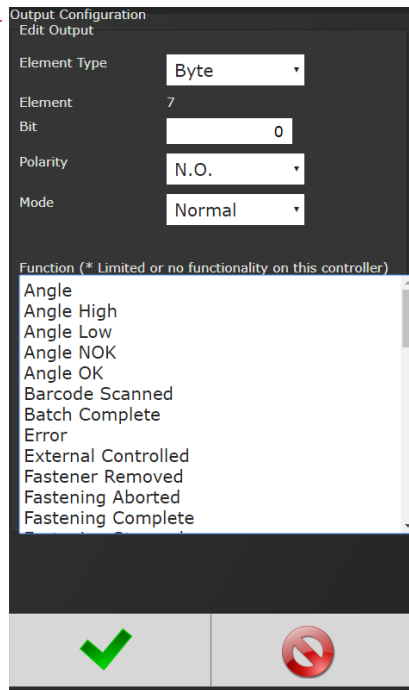 Output Configuration
Edit Output
Element Type Byte
Element 7
Bit 0
Polarity N.O.
Mode Normal
Function (* Limited or no functionality on this controller)
Angle
Angle High
Angle Low
Angle NOK
Angle OK
Barcode Scanned
Batch Complete
Error
External Controlled
Fastener Removed
Fastening Aborted
Fastening Complete